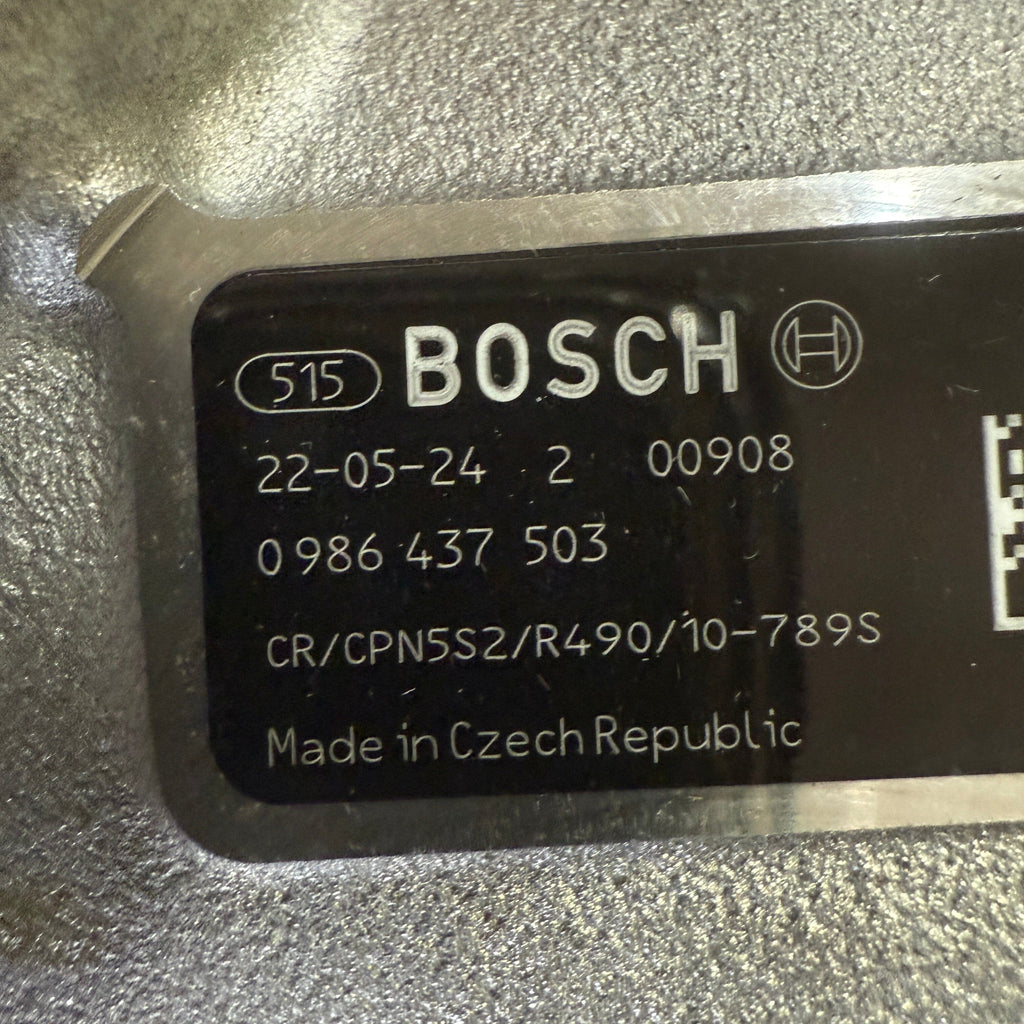 515 BOSCH
22-05-24 2 00908
0 986 437 503
CR/CPN5S2/R490/10-789S
Made in Czech Republic